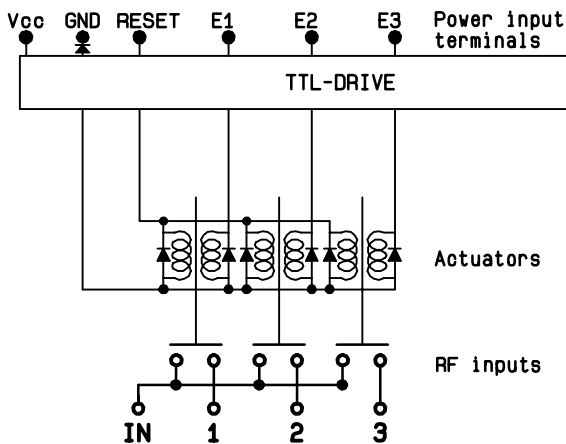 Vcc GND RESET E1 E2 E3 Power input
terminals
TTL-DRIVE
Actuators
RF inputs
IN 1 2 3